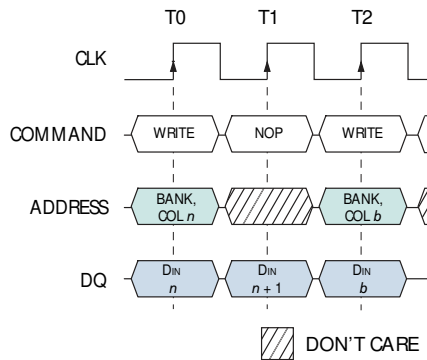 T0 T1 T2
CLK
COMMAND WRITE NOP WRITE
ADDRESS BANK, COL n BANK, COL b
DQ DIN n DIN n + 1 DIN b
DON'T CARE